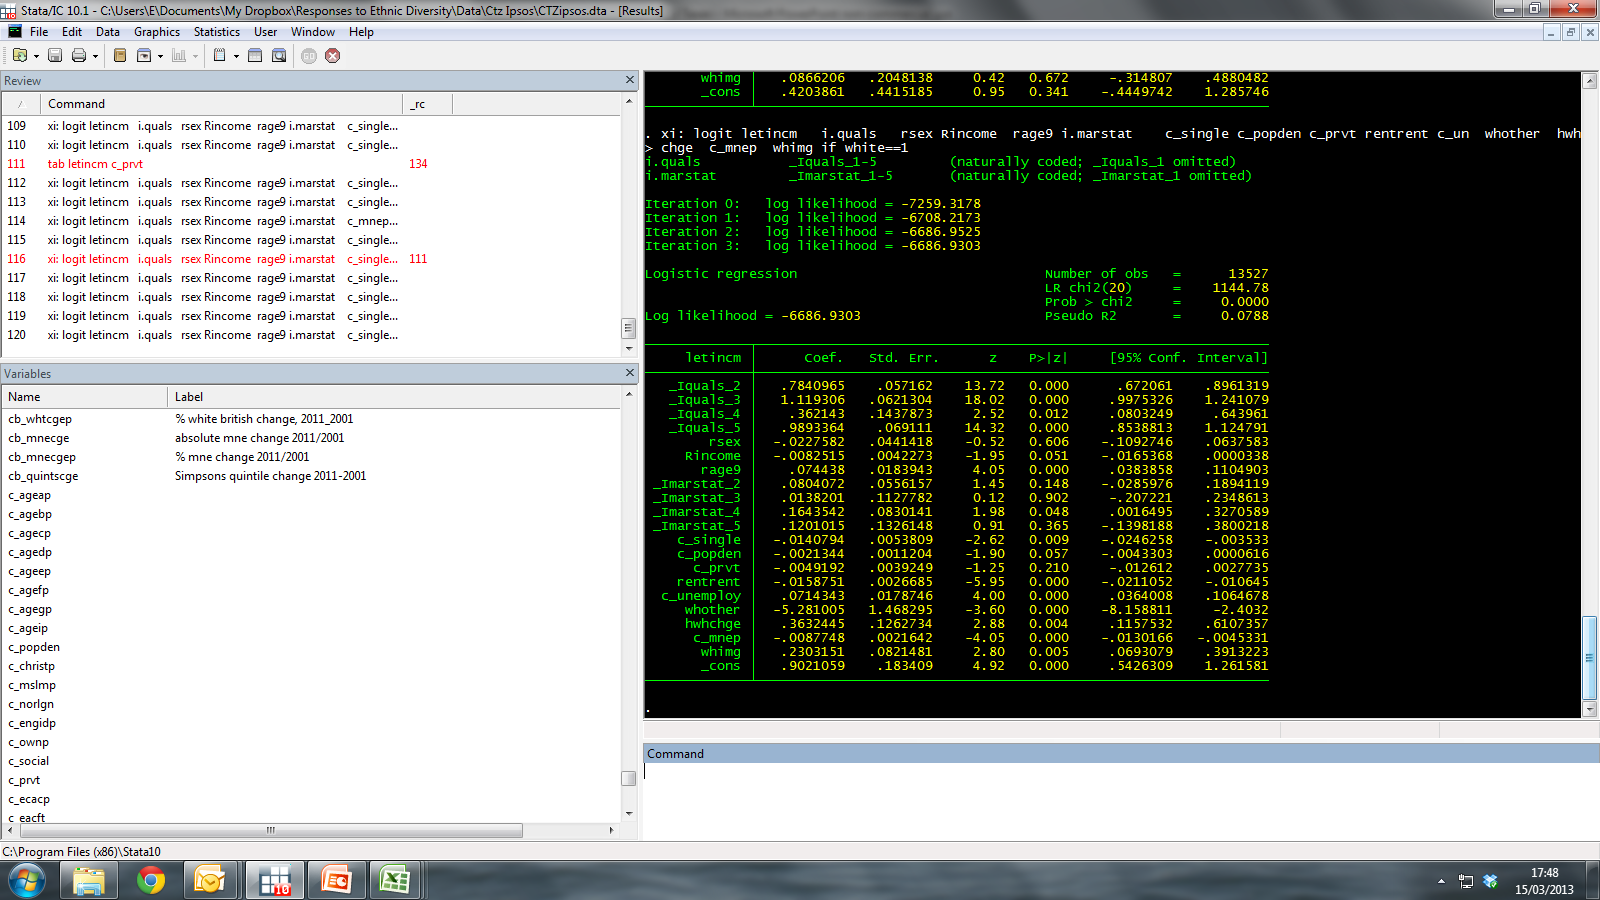 Stata/IC 10.1 - C:\Users\E\Documents\My Dropbox\Responses to Ethnic Diversity\Data\Ctz Ipsos\CTZipsos.dta - [Results]
File Edit Data Graphics Statistics User Window Help
Review
Command _rc
109 xi: logit letincm i.quals rsex Rincome rage9 i.marstat c_single...
110 xi: logit letincm i.quals rsex Rincome rage9 i.marstat c_single...
111 tab letincm c_prvt 134
112 xi: logit letincm i.quals rsex Rincome rage9 i.marstat c_single...
113 xi: logit letincm i.quals rsex Rincome rage9 i.marstat c_single...
114 xi: logit letincm i.quals rsex Rincome rage9 i.marstat c_mnep...
115 xi: logit letincm i.quals rsex Rincome rage9 i.marstat c_single...
116 xi: logit letincm i.quals rsex Rincome rage9 i.marstat c_single... 111
117 xi: logit letincm i.quals rsex Rincome rage9 i.marstat c_single...
118 xi: logit letincm i.quals rsex Rincome rage9 i.marstat c_single...
119 xi: logit letincm i.quals rsex Rincome rage9 i.marstat c_single...
120 xi: logit letincm i.quals rsex Rincome rage9 i.marstat c_single...
Variables
Name Label
cb_whtcgep % white british change, 2011_2001
cb_mnecge absolute mne change 2011/2001
cb_mnecgep % mne change 2011/2001
cb_quintscge Simpsons quintile change 2011-2001
c_ageap
c_agebp
c_agecp
c_agedp
c_ageep
c_agefp
c_agegp
c_ageip
c_popden
c_christp
c_mslmp
c_norlgn
c_engidp
c_ownp
c_social
c_prvt
c_ecacp
c_eacft
whimg .0866206 .2048138 0.42 0.672 -.314807 .4880482
_cons .4203861 .4415185 0.95 0.341 -.4449742 1.285746
. xi: logit letincm i.quals rsex Rincome rage9 i.marstat c_single c_popden c_prvt rentrent c_un whother hwh
> chge c_mnep whimg if white==1
i.quals _Iquals_1-5 (naturally coded; _Iquals_1 omitted)
i.marstat _Imarstat_1-5 (naturally coded; _Imarstat_1 omitted)
Iteration 0: log likelihood = -7259.3178
Iteration 1: log likelihood = -6708.2173
Iteration 2: log likelihood = -6686.9525
Iteration 3: log likelihood = -6686.9303
Logistic regression Number of obs = 13527
LR chi2(20) = 1144.78
Prob > chi2 = 0.0000
Log likelihood = -6686.9303 Pseudo R2 = 0.0788
letincm Coef. Std. Err. z P>|z| [95% Conf. Interval]
_Iquals_2 .7840965 .057162 13.72 0.000 .672061 .8961319
_Iquals_3 1.119306 .0621304 18.02 0.000 .9975326 1.241079
_Iquals_4 .362143 .1437873 2.52 0.012 .0803249 .643961
_Iquals_5 .9893364 .069111 14.32 0.000 .8538813 1.124791
rsex -.0227582 .0441418 -0.52 0.606 -.1092746 .0637583
Rincome -.0082515 .0042273 -1.95 0.051 -.0165368 .0000338
rage9 .074438 .0183943 4.05 0.000 .0383858 .1104903
_Imarstat_2 .0804072 .0556157 1.45 0.148 -.0285976 .1894119
_Imarstat_3 .0138201 .1127782 0.12 0.902 -.207221 .2348613
_Imarstat_4 .1643542 .0830141 1.98 0.048 .0016495 .3270589
_Imarstat_5 .1201015 .1326148 0.91 0.365 -.1398188 .3800218
c_single -.0140794 .0053809 -2.62 0.009 -.0246258 -.003533
c_popden -.0021344 .0011204 -1.90 0.057 -.0043303 .0000616
c_prvt -.0049192 .0039249 -1.25 0.210 -.012612 .0027735
rentrent -.0158751 .0026685 -5.95 0.000 -.0211052 -.010645
c_unemploy .0714343 .0178746 4.00 0.000 .0364008 .1064678
whother -5.281005 1.468295 -3.60 0.000 -8.158811 -2.4032
hwhchge .3632445 .1262734 2.88 0.004 .1157532 .6107357
c_mnep -.0087748 .0021642 -4.05 0.000 -.0130166 -.0045331
whimg .2303151 .0821481 2.80 0.005 .0693079 .3913223
_cons .9021059 .183409 4.92 0.000 .5426309 1.261581
.
Command
C:\Program Files (x86)\Stata10
10
17:48
15/03/2013